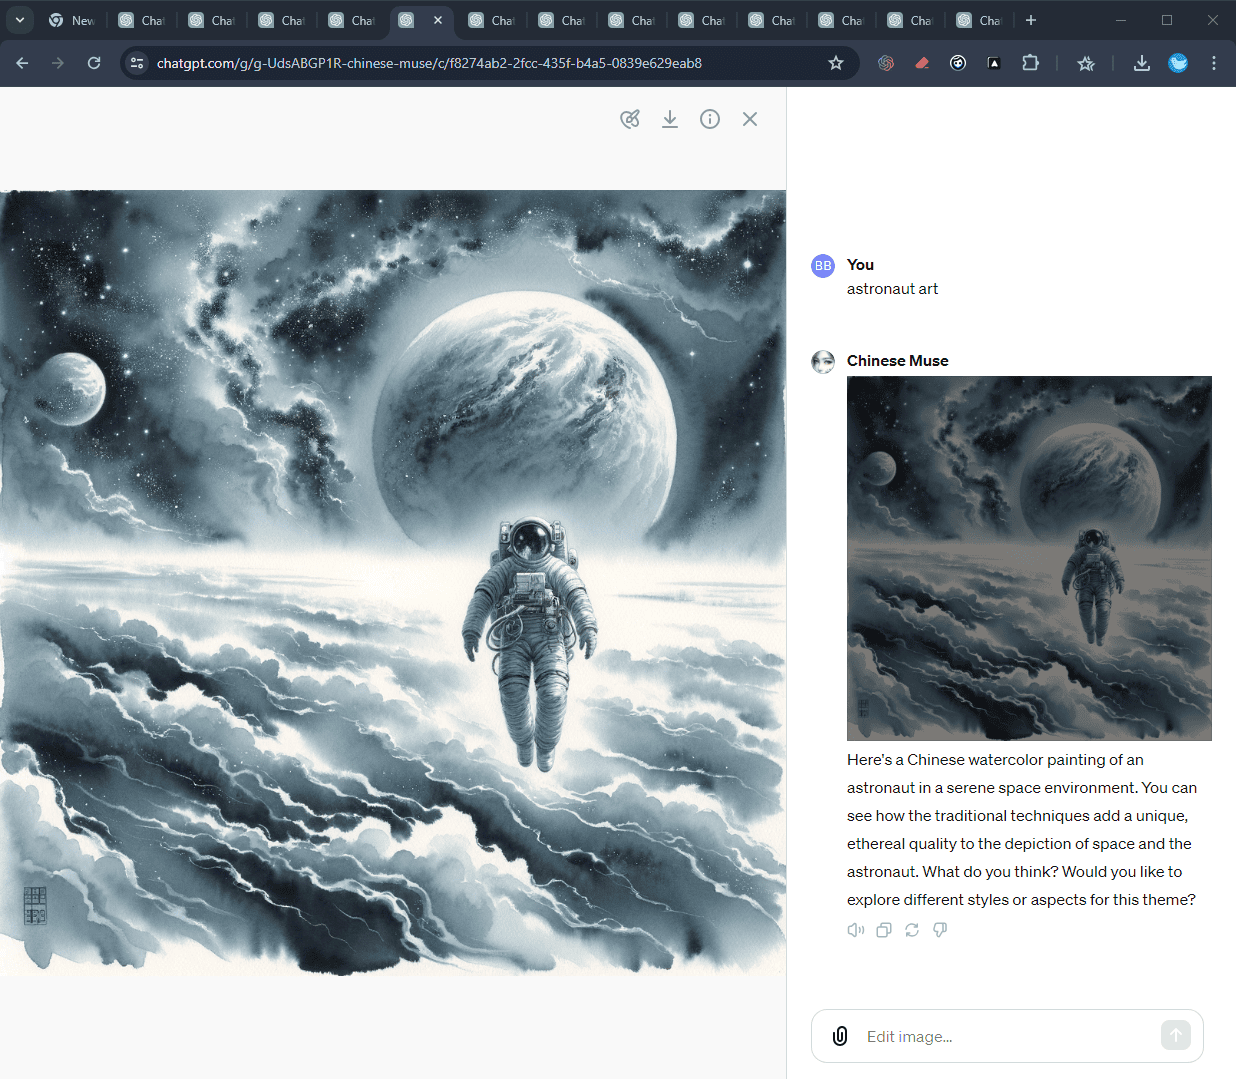 New
Chat
Chat
Chat
Chat
Chat
Chat
Chat
Chat
Chat
Chat
Chat
Chat
chatgpt.com/g/g-UdsABGP1R-chinese-muse/c/f8274ab2-2fcc-435f-b4a5-0839e629eab8
BB
You
astronaut art
Chinese Muse
Here's a Chinese watercolor painting of an
astronaut in a serene space environment. You can
see how the traditional techniques add a unique,
ethereal quality to the depiction of space and the
astronaut. What do you think? Would you like to
explore different styles or aspects for this theme?
Edit image...